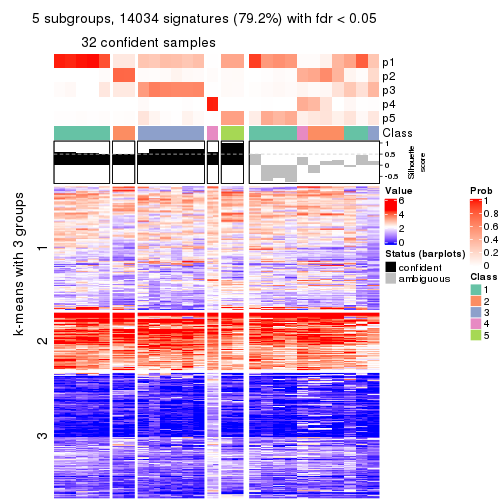 5 subgroups, 14034 signatures (79.2%) with fdr < 0.05
32 confident samples
p1
p2
p3
p4
p5
Class
1
0.5
0
-0.5
Silhouette
score
k-means with 3 groups
1
2
3
Value
6
4
2
0
Status (barplots)
confident
ambiguous
Prob
1
0.8
0.6
0.4
0.2
0
Class
1
2
3
4
5